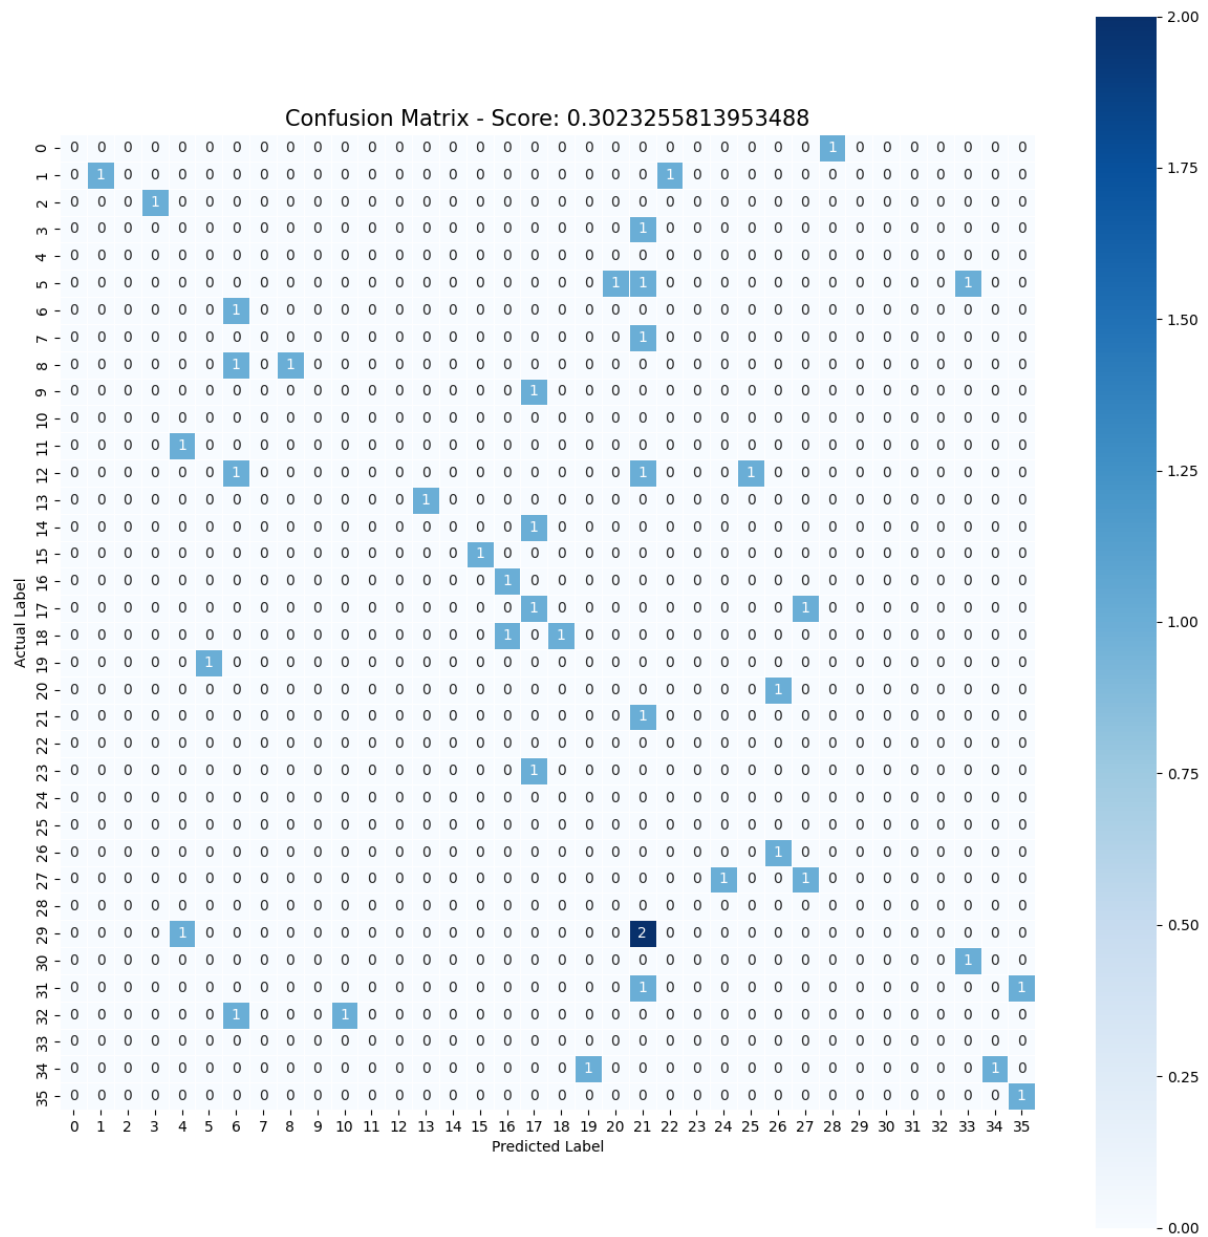 Confusion Matrix - Score: 0.3023255813953488
0 0 0 0 0 0 0 0 0 0 0 0 0 0 0 0 0 0 0 0 0 0 0 0 0 0 0 0 0 1 0 0 0 0 0 0 0
1 0 1 0 0 0 0 0 0 0 0 0 0 0 0 0 0 0 0 0 0 0 0 1 0 0 0 0 0 0 0 0 0 0 0 0 0
2 0 0 0 1 0 0 0 0 0 0 0 0 0 0 0 0 0 0 0 0 0 0 0 0 0 0 0 0 0 0 0 0 0 0 0 0
3 0 0 0 0 0 0 0 0 0 0 0 0 0 0 0 0 0 0 0 0 0 1 0 0 0 0 0 0 0 0 0 0 0 0 0 0
4 0 0 0 0 0 0 0 0 0 0 0 0 0 0 0 0 0 0 0 0 0 0 0 0 0 0 0 0 0 0 0 0 0 0 0 0
5 0 0 0 0 0 0 0 0 0 0 0 0 0 0 0 0 0 0 0 0 1 1 0 0 0 0 0 0 0 0 0 0 0 1 0 0
6 0 0 0 0 0 0 1 0 0 0 0 0 0 0 0 0 0 0 0 0 0 0 0 0 0 0 0 0 0 0 0 0 0 0 0 0
7 0 0 0 0 0 0 0 0 0 0 0 0 0 0 0 0 0 0 0 0 0 1 0 0 0 0 0 0 0 0 0 0 0 0 0 0
8 0 0 0 0 0 0 1 0 1 0 0 0 0 0 0 0 0 0 0 0 0 0 0 0 0 0 0 0 0 0 0 0 0 0 0 0
9 0 0 0 0 0 0 0 0 0 0 0 0 0 0 0 0 0 1 0 0 0 0 0 0 0 0 0 0 0 0 0 0 0 0 0 0
10 0 0 0 0 0 0 0 0 0 0 0 0 0 0 0 0 0 0 0 0 0 0 0 0 0 0 0 0 0 0 0 0 0 0 0 0
11 0 0 0 0 1 0 0 0 0 0 0 0 0 0 0 0 0 0 0 0 0 0 0 0 0 0 0 0 0 0 0 0 0 0 0 0
12 0 0 0 0 0 0 1 0 0 0 0 0 0 0 0 0 0 0 0 0 0 1 0 0 0 1 0 0 0 0 0 0 0 0 0 0
13 0 0 0 0 0 0 0 0 0 0 0 0 0 1 0 0 0 0 0 0 0 0 0 0 0 0 0 0 0 0 0 0 0 0 0 0
14 0 0 0 0 0 0 0 0 0 0 0 0 0 0 0 0 0 1 0 0 0 0 0 0 0 0 0 0 0 0 0 0 0 0 0 0
15 0 0 0 0 0 0 0 0 0 0 0 0 0 0 0 1 0 0 0 0 0 0 0 0 0 0 0 0 0 0 0 0 0 0 0 0
16 0 0 0 0 0 0 0 0 0 0 0 0 0 0 0 0 1 0 0 0 0 0 0 0 0 0 0 0 0 0 0 0 0 0 0 0
17 0 0 0 0 0 0 0 0 0 0 0 0 0 0 0 0 0 1 0 0 0 0 0 0 0 0 0 1 0 0 0 0 0 0 0 0
18 0 0 0 0 0 0 0 0 0 0 0 0 0 0 0 0 1 0 1 0 0 0 0 0 0 0 0 0 0 0 0 0 0 0 0 0
19 0 0 0 0 0 1 0 0 0 0 0 0 0 0 0 0 0 0 0 0 0 0 0 0 0 0 0 0 0 0 0 0 0 0 0 0
20 0 0 0 0 0 0 0 0 0 0 0 0 0 0 0 0 0 0 0 0 0 0 0 0 0 0 1 0 0 0 0 0 0 0 0 0
21 0 0 0 0 0 0 0 0 0 0 0 0 0 0 0 0 0 0 0 0 0 1 0 0 0 0 0 0 0 0 0 0 0 0 0 0
22 0 0 0 0 0 0 0 0 0 0 0 0 0 0 0 0 0 0 0 0 0 0 0 0 0 0 0 0 0 0 0 0 0 0 0 0
23 0 0 0 0 0 0 0 0 0 0 0 0 0 0 0 0 0 1 0 0 0 0 0 0 0 0 0 0 0 0 0 0 0 0 0 0
24 0 0 0 0 0 0 0 0 0 0 0 0 0 0 0 0 0 0 0 0 0 0 0 0 0 0 0 0 0 0 0 0 0 0 0 0
25 0 0 0 0 0 0 0 0 0 0 0 0 0 0 0 0 0 0 0 0 0 0 0 0 0 0 0 0 0 0 0 0 0 0 0 0
26 0 0 0 0 0 0 0 0 0 0 0 0 0 0 0 0 0 0 0 0 0 0 0 0 0 0 1 0 0 0 0 0 0 0 0 0
27 0 0 0 0 0 0 0 0 0 0 0 0 0 0 0 0 0 0 0 0 0 0 0 0 1 0 0 1 0 0 0 0 0 0 0 0
28 0 0 0 0 0 0 0 0 0 0 0 0 0 0 0 0 0 0 0 0 0 0 0 0 0 0 0 0 0 0 0 0 0 0 0 0
29 0 0 0 0 1 0 0 0 0 0 0 0 0 0 0 0 0 0 0 0 0 2 0 0 0 0 0 0 0 0 0 0 0 0 0 0
30 0 0 0 0 0 0 0 0 0 0 0 0 0 0 0 0 0 0 0 0 0 0 0 0 0 0 0 0 0 0 0 0 0 1 0 0
31 0 0 0 0 0 0 0 0 0 0 0 0 0 0 0 0 0 0 0 0 0 1 0 0 0 0 0 0 0 0 0 0 0 0 0 1
32 0 0 0 0 0 0 1 0 0 0 1 0 0 0 0 0 0 0 0 0 0 0 0 0 0 0 0 0 0 0 0 0 0 0 0 0
33 0 0 0 0 0 0 0 0 0 0 0 0 0 0 0 0 0 0 0 0 0 0 0 0 0 0 0 0 0 0 0 0 0 0 0 0
34 0 0 0 0 0 0 0 0 0 0 0 0 0 0 0 0 0 0 0 1 0 0 0 0 0 0 0 0 0 0 0 0 0 0 1 0
35 0 0 0 0 0 0 0 0 0 0 0 0 0 0 0 0 0 0 0 0 0 0 0 0 0 0 0 0 0 0 0 0 0 0 0 1
0 1 2 3 4 5 6 7 8 9 10 11 12 13 14 15 16 17 18 19 20 21 22 23 24 25 26 27 28 29 30 31 32 33 34 35
Actual Label
Predicted Label
2.00
1.75
1.50
1.25
1.00
0.75
0.50
0.25
0.00